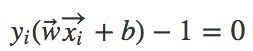 yᵢ(w⃗x⃗ᵢ + b) − 1 = 0